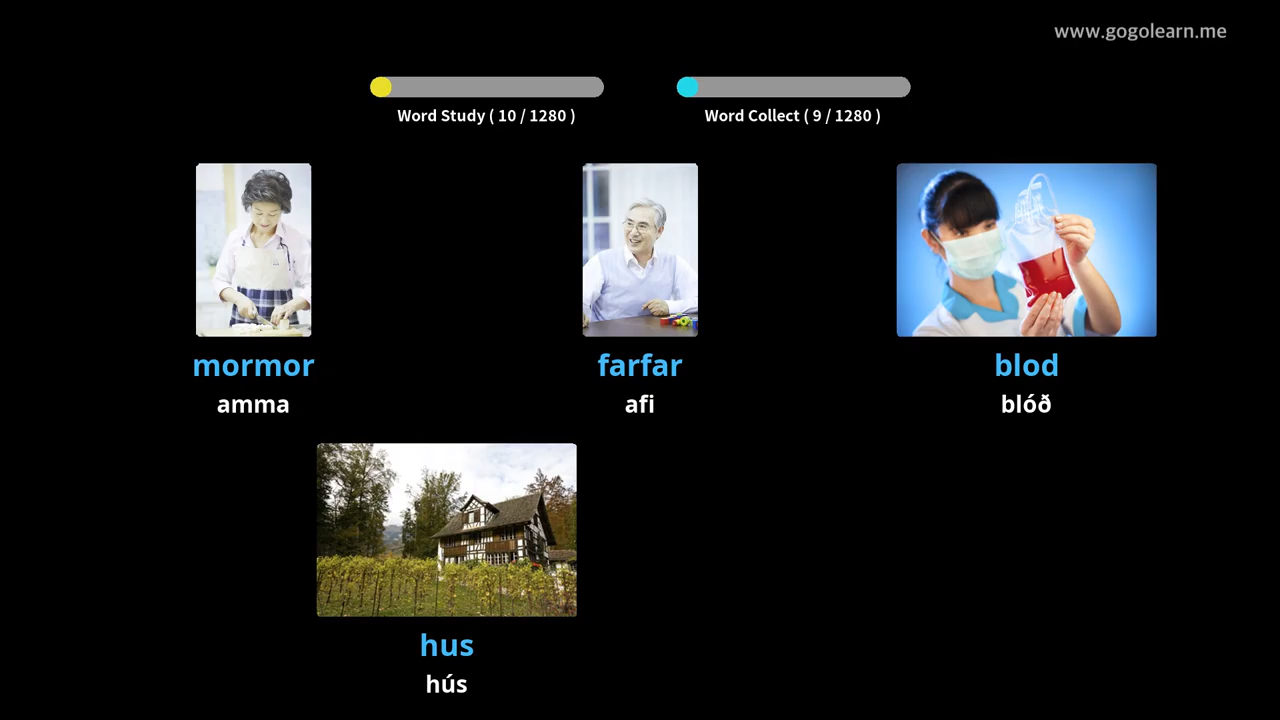 www.gogolearn.me
Word Study ( 10 / 1280 )
Word Collect ( 9 / 1280 )
mormor
amma
farfar
afi
blod
blóð
hus
hús